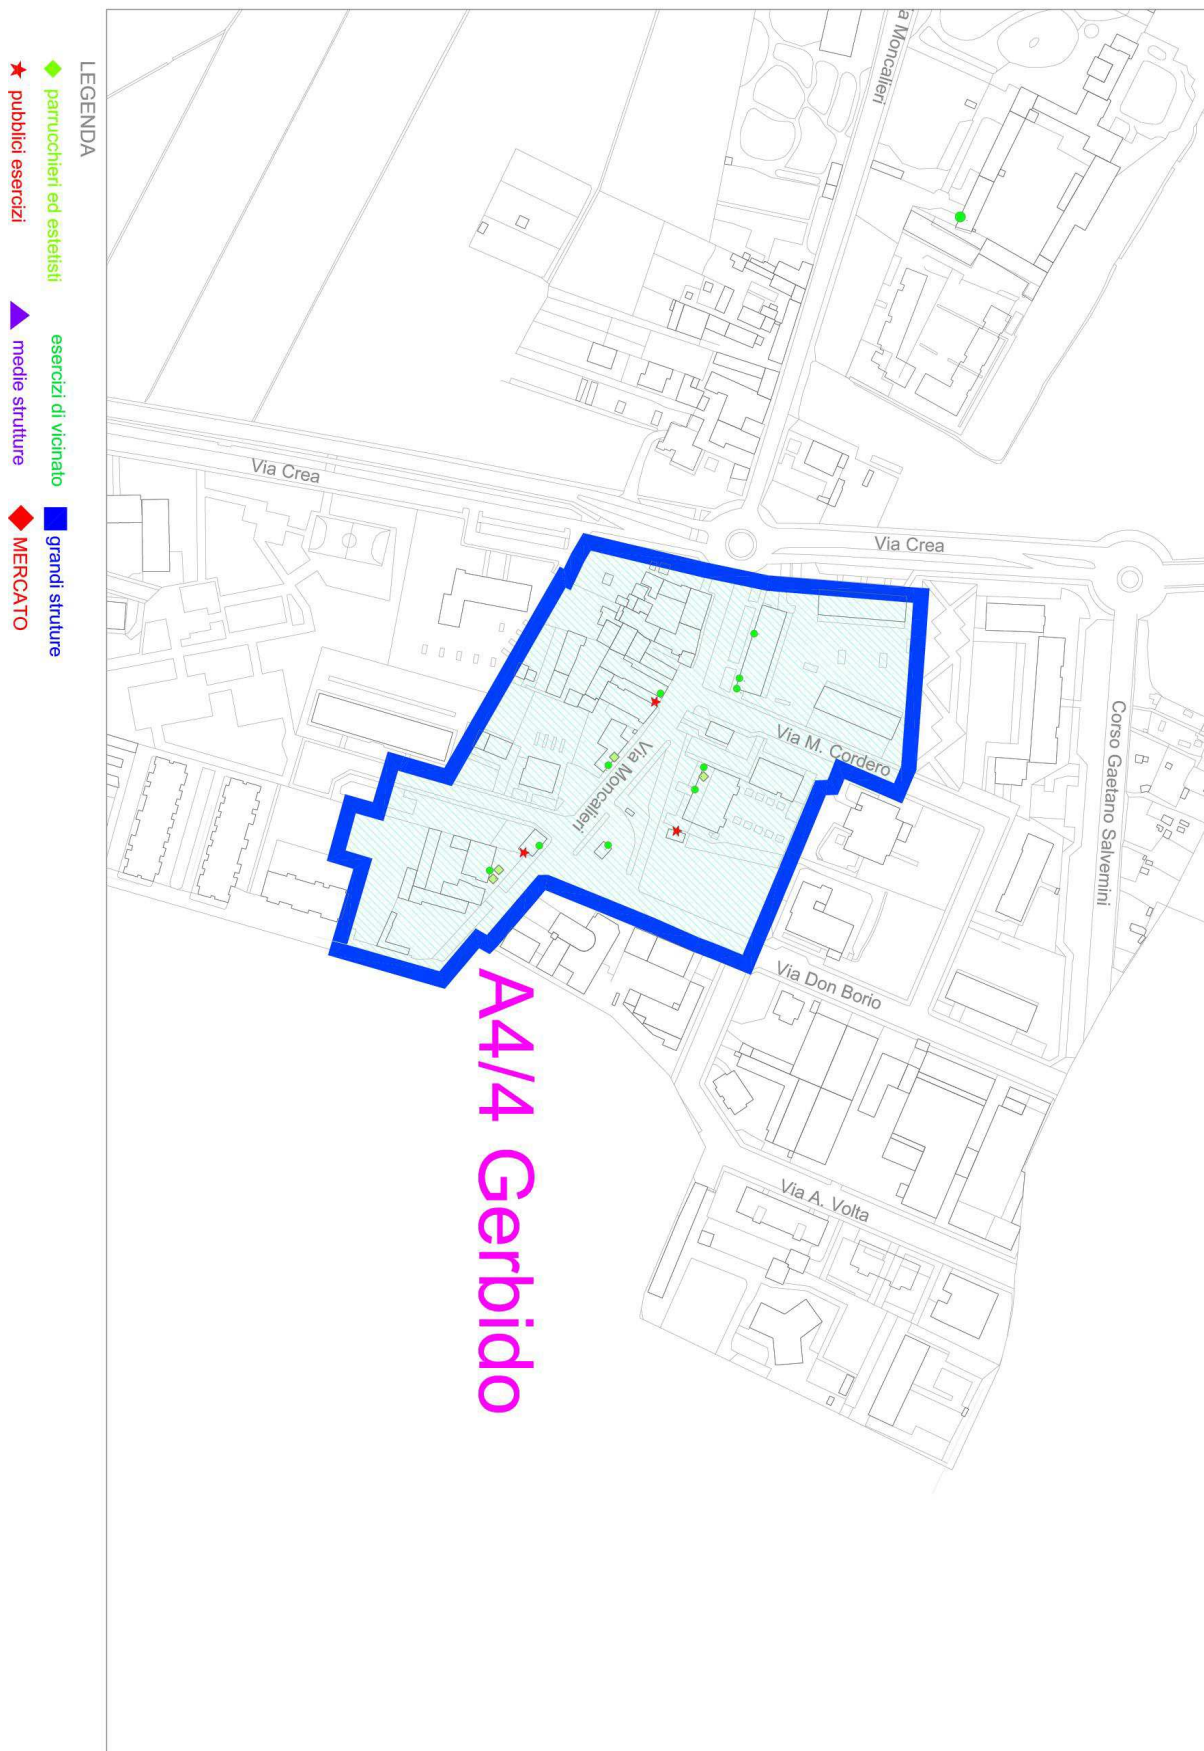 LEGENDA
parrucchieri ed estetisti
esercizi di vicinato
grandi struture
pubblici esercizi
medie strutture
MERCATO
a Moncalieri
Via Crea
Via Crea
Corso Gaetano Salvemini
Via M. Cordero
Via Moncalieri
Via Don Borio
Via A. Volta
A4//4 Gerbido